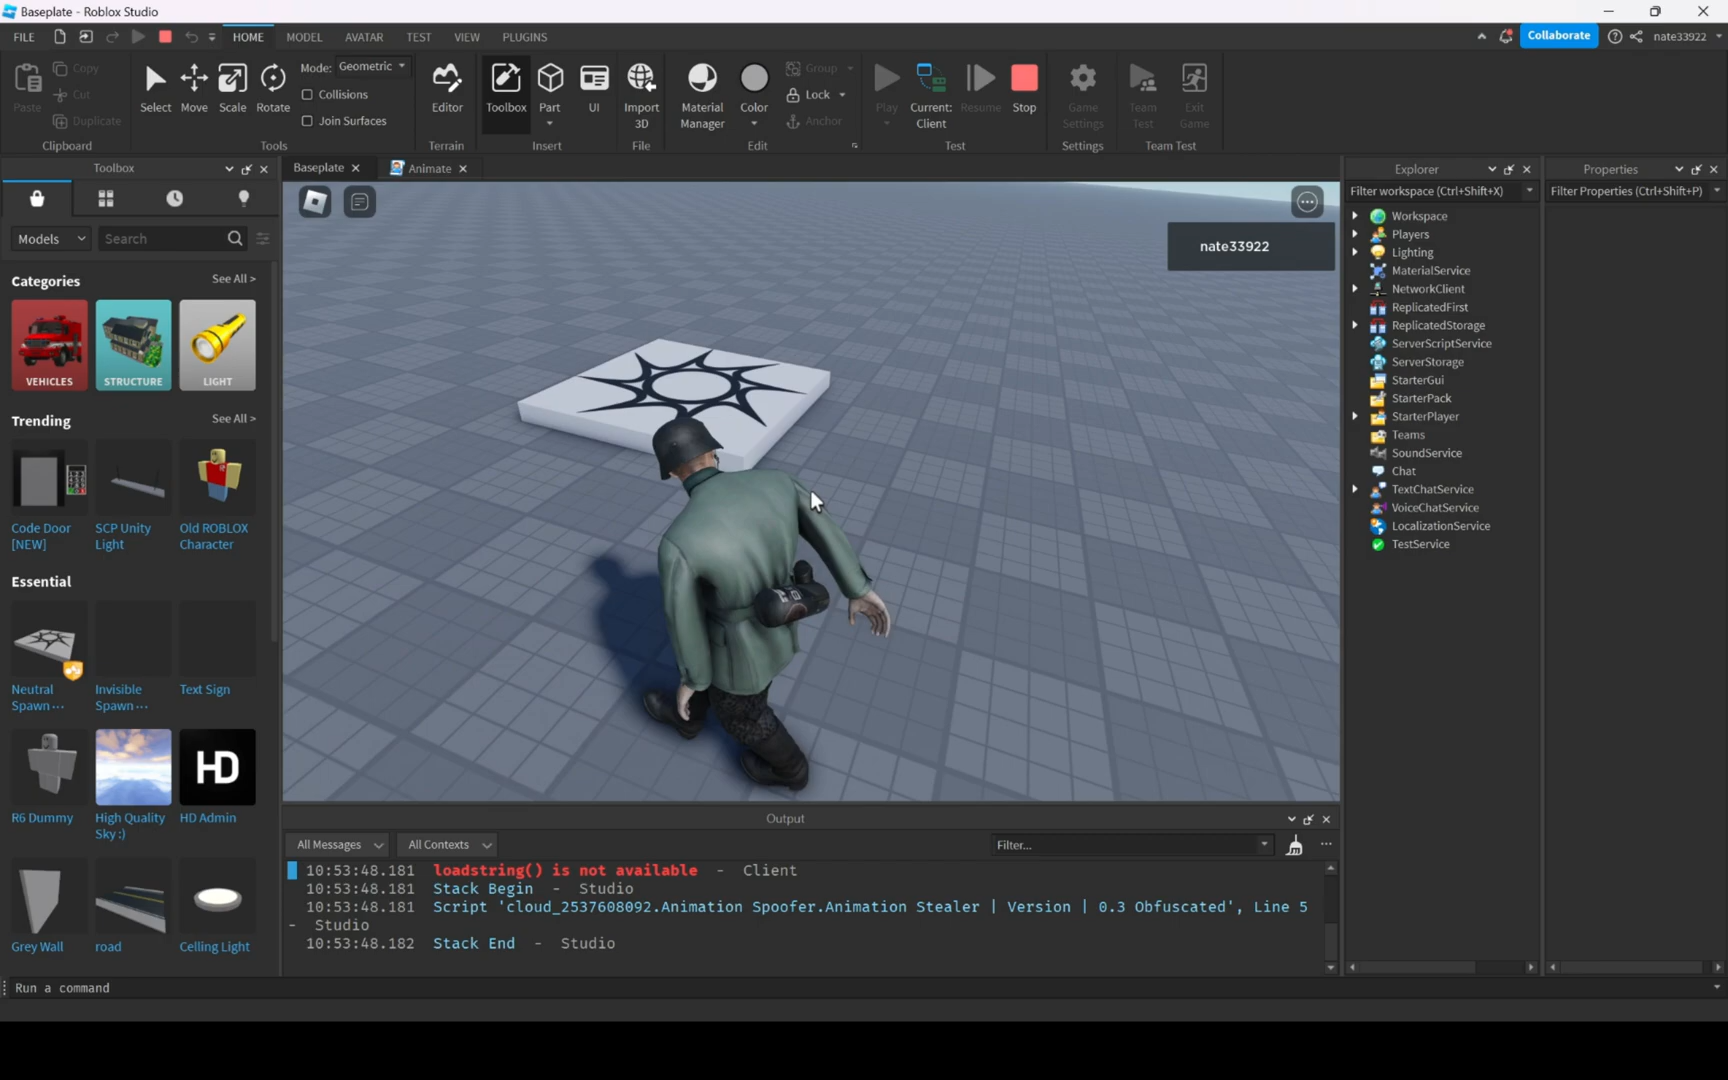 Baseplate - Roblox Studio
FILE HOME MODEL AVATAR TEST VIEW PLUGINS Collaborate nate33922
Paste Copy Cut Duplicate Clipboard
Select Move Scale Rotate Mode: Geometric Collisions Join Surfaces Tools
Editor Terrain
Toolbox Part UI Insert
Import 3D File
Material Manager Color Group Lock Anchor Edit
Play Current: Client Resume Stop Test
Game Settings Settings
Team Test Exit Game Team Test
Toolbox
Models Search
Categories See All >
VEHICLES STRUCTURE LIGHT
Trending See All >
Code Door [NEW]
SCP Unity Light
Old ROBLOX Character
Essential
Neutral Spawn ···
Invisible Spawn ···
Text Sign
HD
R6 Dummy
High Quality Sky :)
HD Admin
Grey Wall
road
Celling Light
Baseplate Animate
nate33922
Output
All Messages All Contexts Filter...
10:53:48.181 loadstring() is not available - Client
10:53:48.181 Stack Begin - Studio
10:53:48.181 Script 'cloud_2537608092.Animation Spoofer.Animation Stealer | Version | 0.3 Obfuscated', Line 5
- Studio
10:53:48.182 Stack End - Studio
Explorer
Filter workspace (Ctrl+Shift+X)
Workspace
Players
Lighting
MaterialService
NetworkClient
ReplicatedFirst
ReplicatedStorage
ServerScriptService
ServerStorage
StarterGui
StarterPack
StarterPlayer
Teams
SoundService
Chat
TextChatService
VoiceChatService
LocalizationService
TestService
Properties
Filter Properties (Ctrl+Shift+P)
Run a command